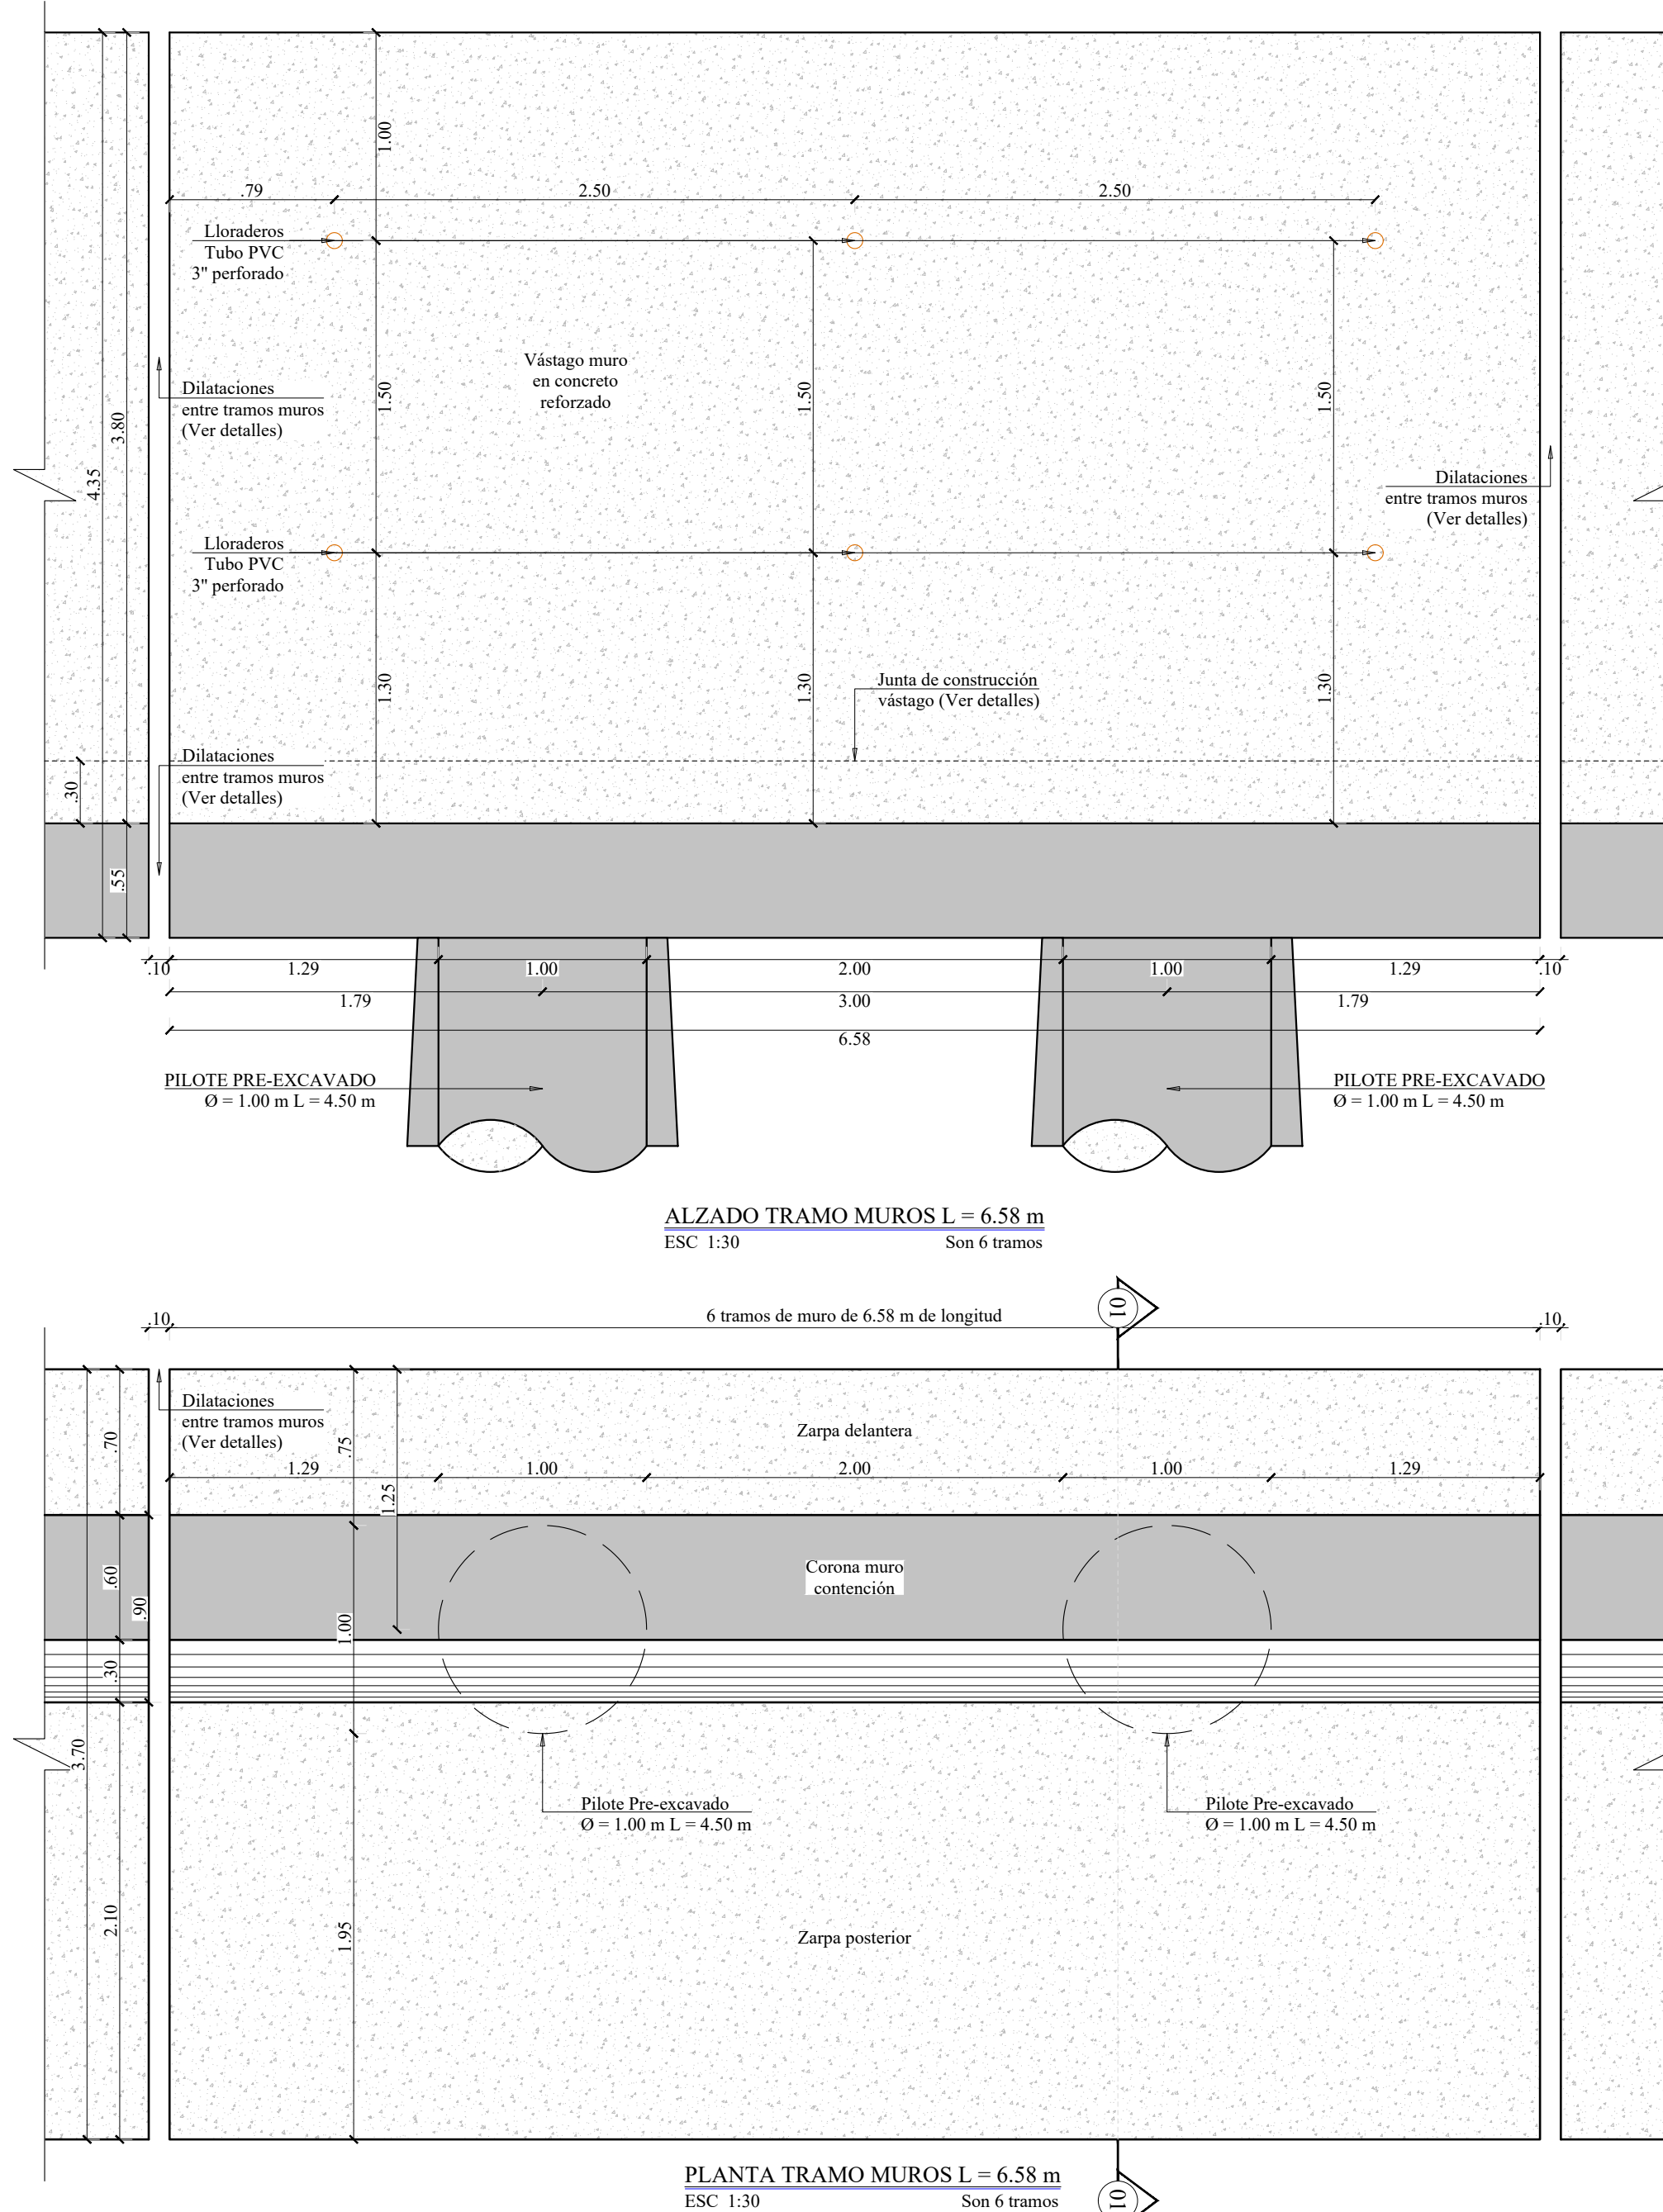 1.00
.79
2.50
2.50
Lloraderos
Tubo PVC
3" perforado
Vástago muro
en concreto
reforzado
Dilataciones
entre tramos muros
(Ver detalles)
1.50
1.50
1.50
3.80
4.35
Dilataciones
entre tramos muros
(Ver detalles)
Lloraderos
Tubo PVC
3" perforado
1.30
1.30
1.30
Junta de construcción
vástago (Ver detalles)
Dilataciones
entre tramos muros
(Ver detalles)
.30
.55
.10
1.29
1.00
2.00
1.00
1.29
.10
1.79
3.00
1.79
6.58
PILOTE PRE-EXCAVADO
Ø = 1.00 m L = 4.50 m
PILOTE PRE-EXCAVADO
Ø = 1.00 m L = 4.50 m
ALZADO TRAMO MUROS L = 6.58 m
ESC 1:30 Son 6 tramos
01
.10
6 tramos de muro de 6.58 m de longitud
.10
Dilataciones
entre tramos muros
(Ver detalles)
.70
.75
Zarpa delantera
1.29
1.00
2.00
1.00
1.29
1.25
Corona muro
contención
.60
.90
1.00
.30
3.70
Pilote Pre-excavado
Ø = 1.00 m L = 4.50 m
Pilote Pre-excavado
Ø = 1.00 m L = 4.50 m
2.10
1.95
Zarpa posterior
PLANTA TRAMO MUROS L = 6.58 m
ESC 1:30 Son 6 tramos
01